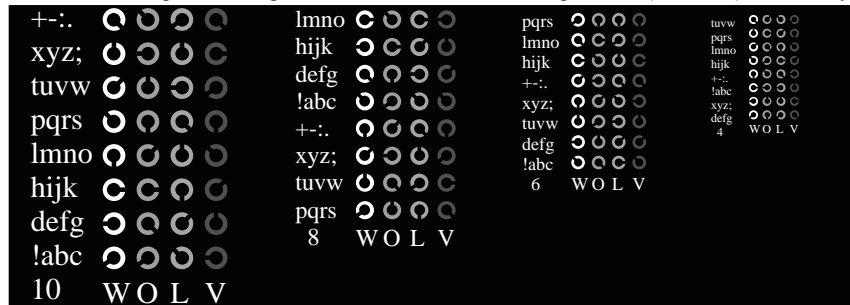 +-:.
xyz;
tuvw
pqrs
lmno
hijk
defg
!abc
10 W O L V
lmno
hijk
defg
!abc
+-:.
xyz;
tuvw
pqrs
8 W O L V
pqrs
lmno
hijk
+-:.
xyz;
tuvw
defg
!abc
6 W O L V
tuvw
pqrs
lmno
hijk
+-:.
!abc
xyz;
defg
4 W O L V